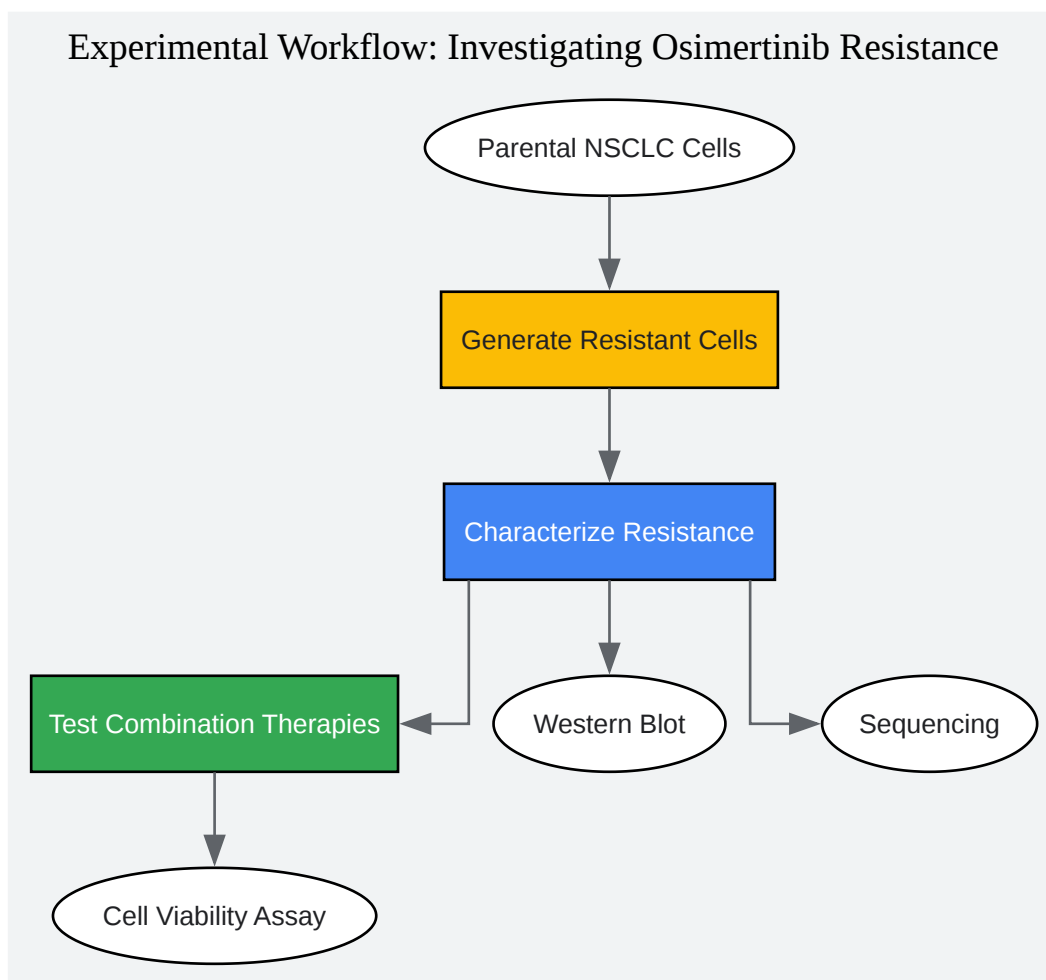 Experimental Workflow: Investigating Osimertinib Resistance
Parental NSCLC Cells
Generate Resistant Cells
Characterize Resistance
Test Combination Therapies
Western Blot
Sequencing
Cell Viability Assay